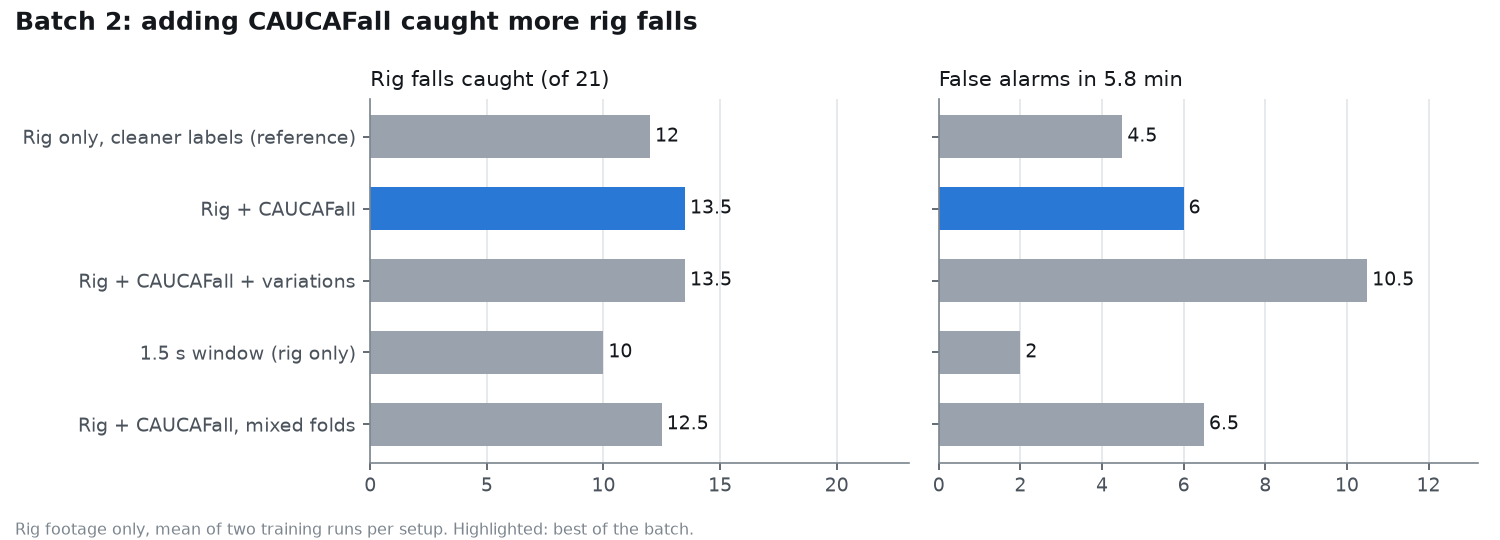 Batch 2: adding CAUCAFall caught more rig falls
Rig falls caught (of 21)
False alarms in 5.8 min
Rig only, cleaner labels (reference)
12
4.5
Rig + CAUCAFall
13.5
6
Rig + CAUCAFall + variations
13.5
10.5
1.5 s window (rig only)
10
2
Rig + CAUCAFall, mixed folds
12.5
6.5
0 5 10 15 20
0 2 4 6 8 10 12
Rig footage only, mean of two training runs per setup. Highlighted: best of the batch.